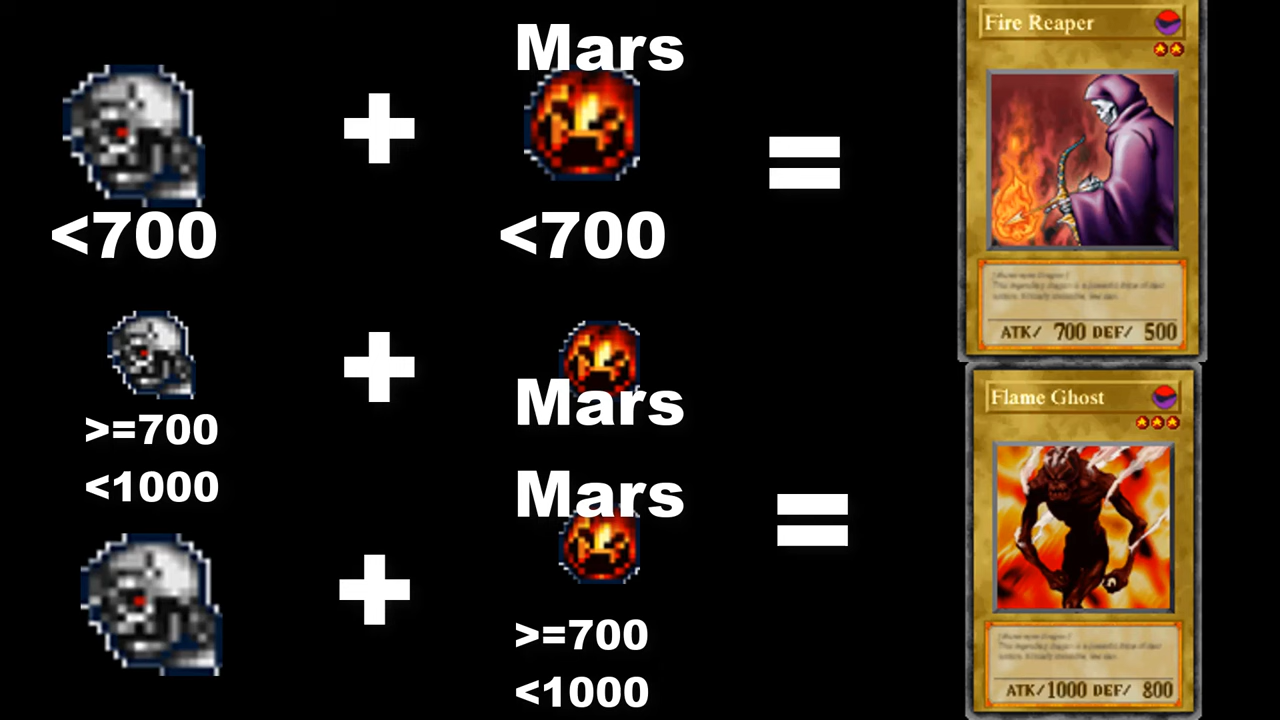 Mars
Fire Reaper
+
=
<700
<700
ATK/ 700 DEF/ 500
+
Mars
Flame Ghost
>=700
<1000
Mars
=
+
>=700
<1000
ATK/1000 DEF/ 800